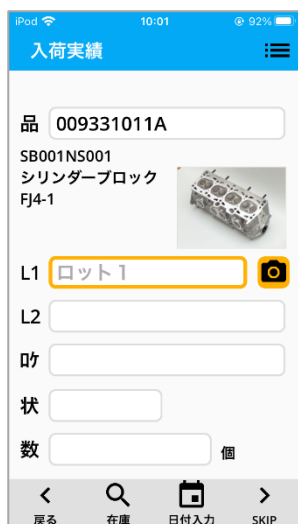 iPod 10:01 92%
入荷実績
品 009331011A
SB001NS001
シリンダーブロック
FJ4-1
L1 ロット1
L2
ﾛｹ
状
数 個
戻る 在庫 日付入力 SKIP